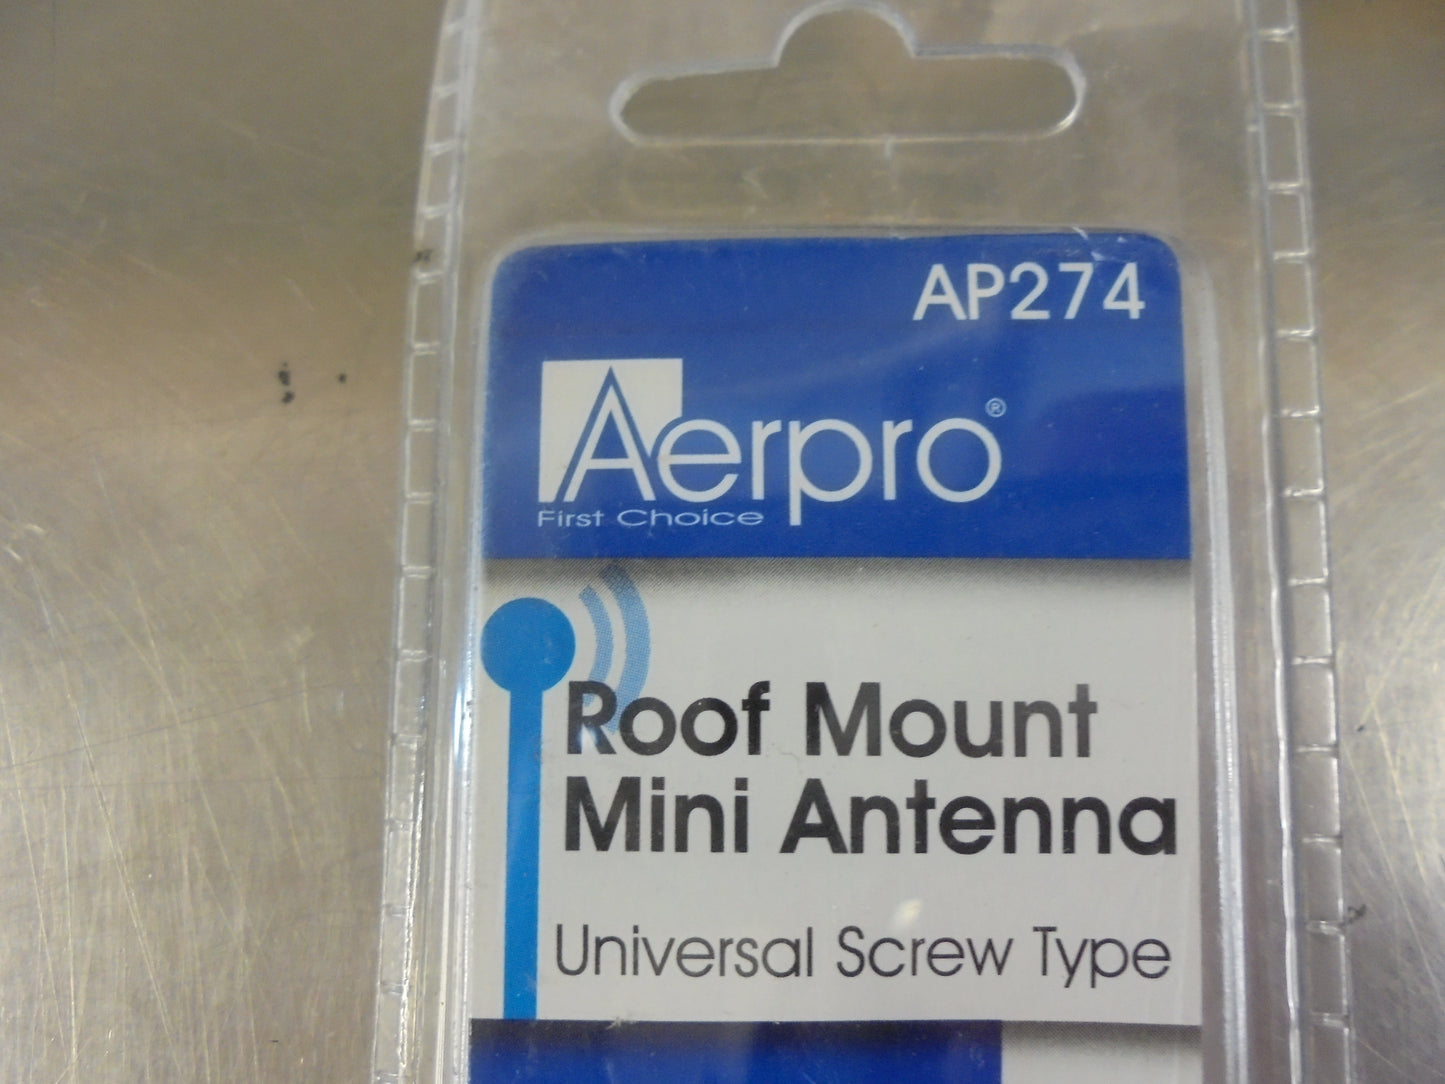 AP274
Aerpro®
First Choice
Roof Mount
Mini Antenna
Universal Screw Type